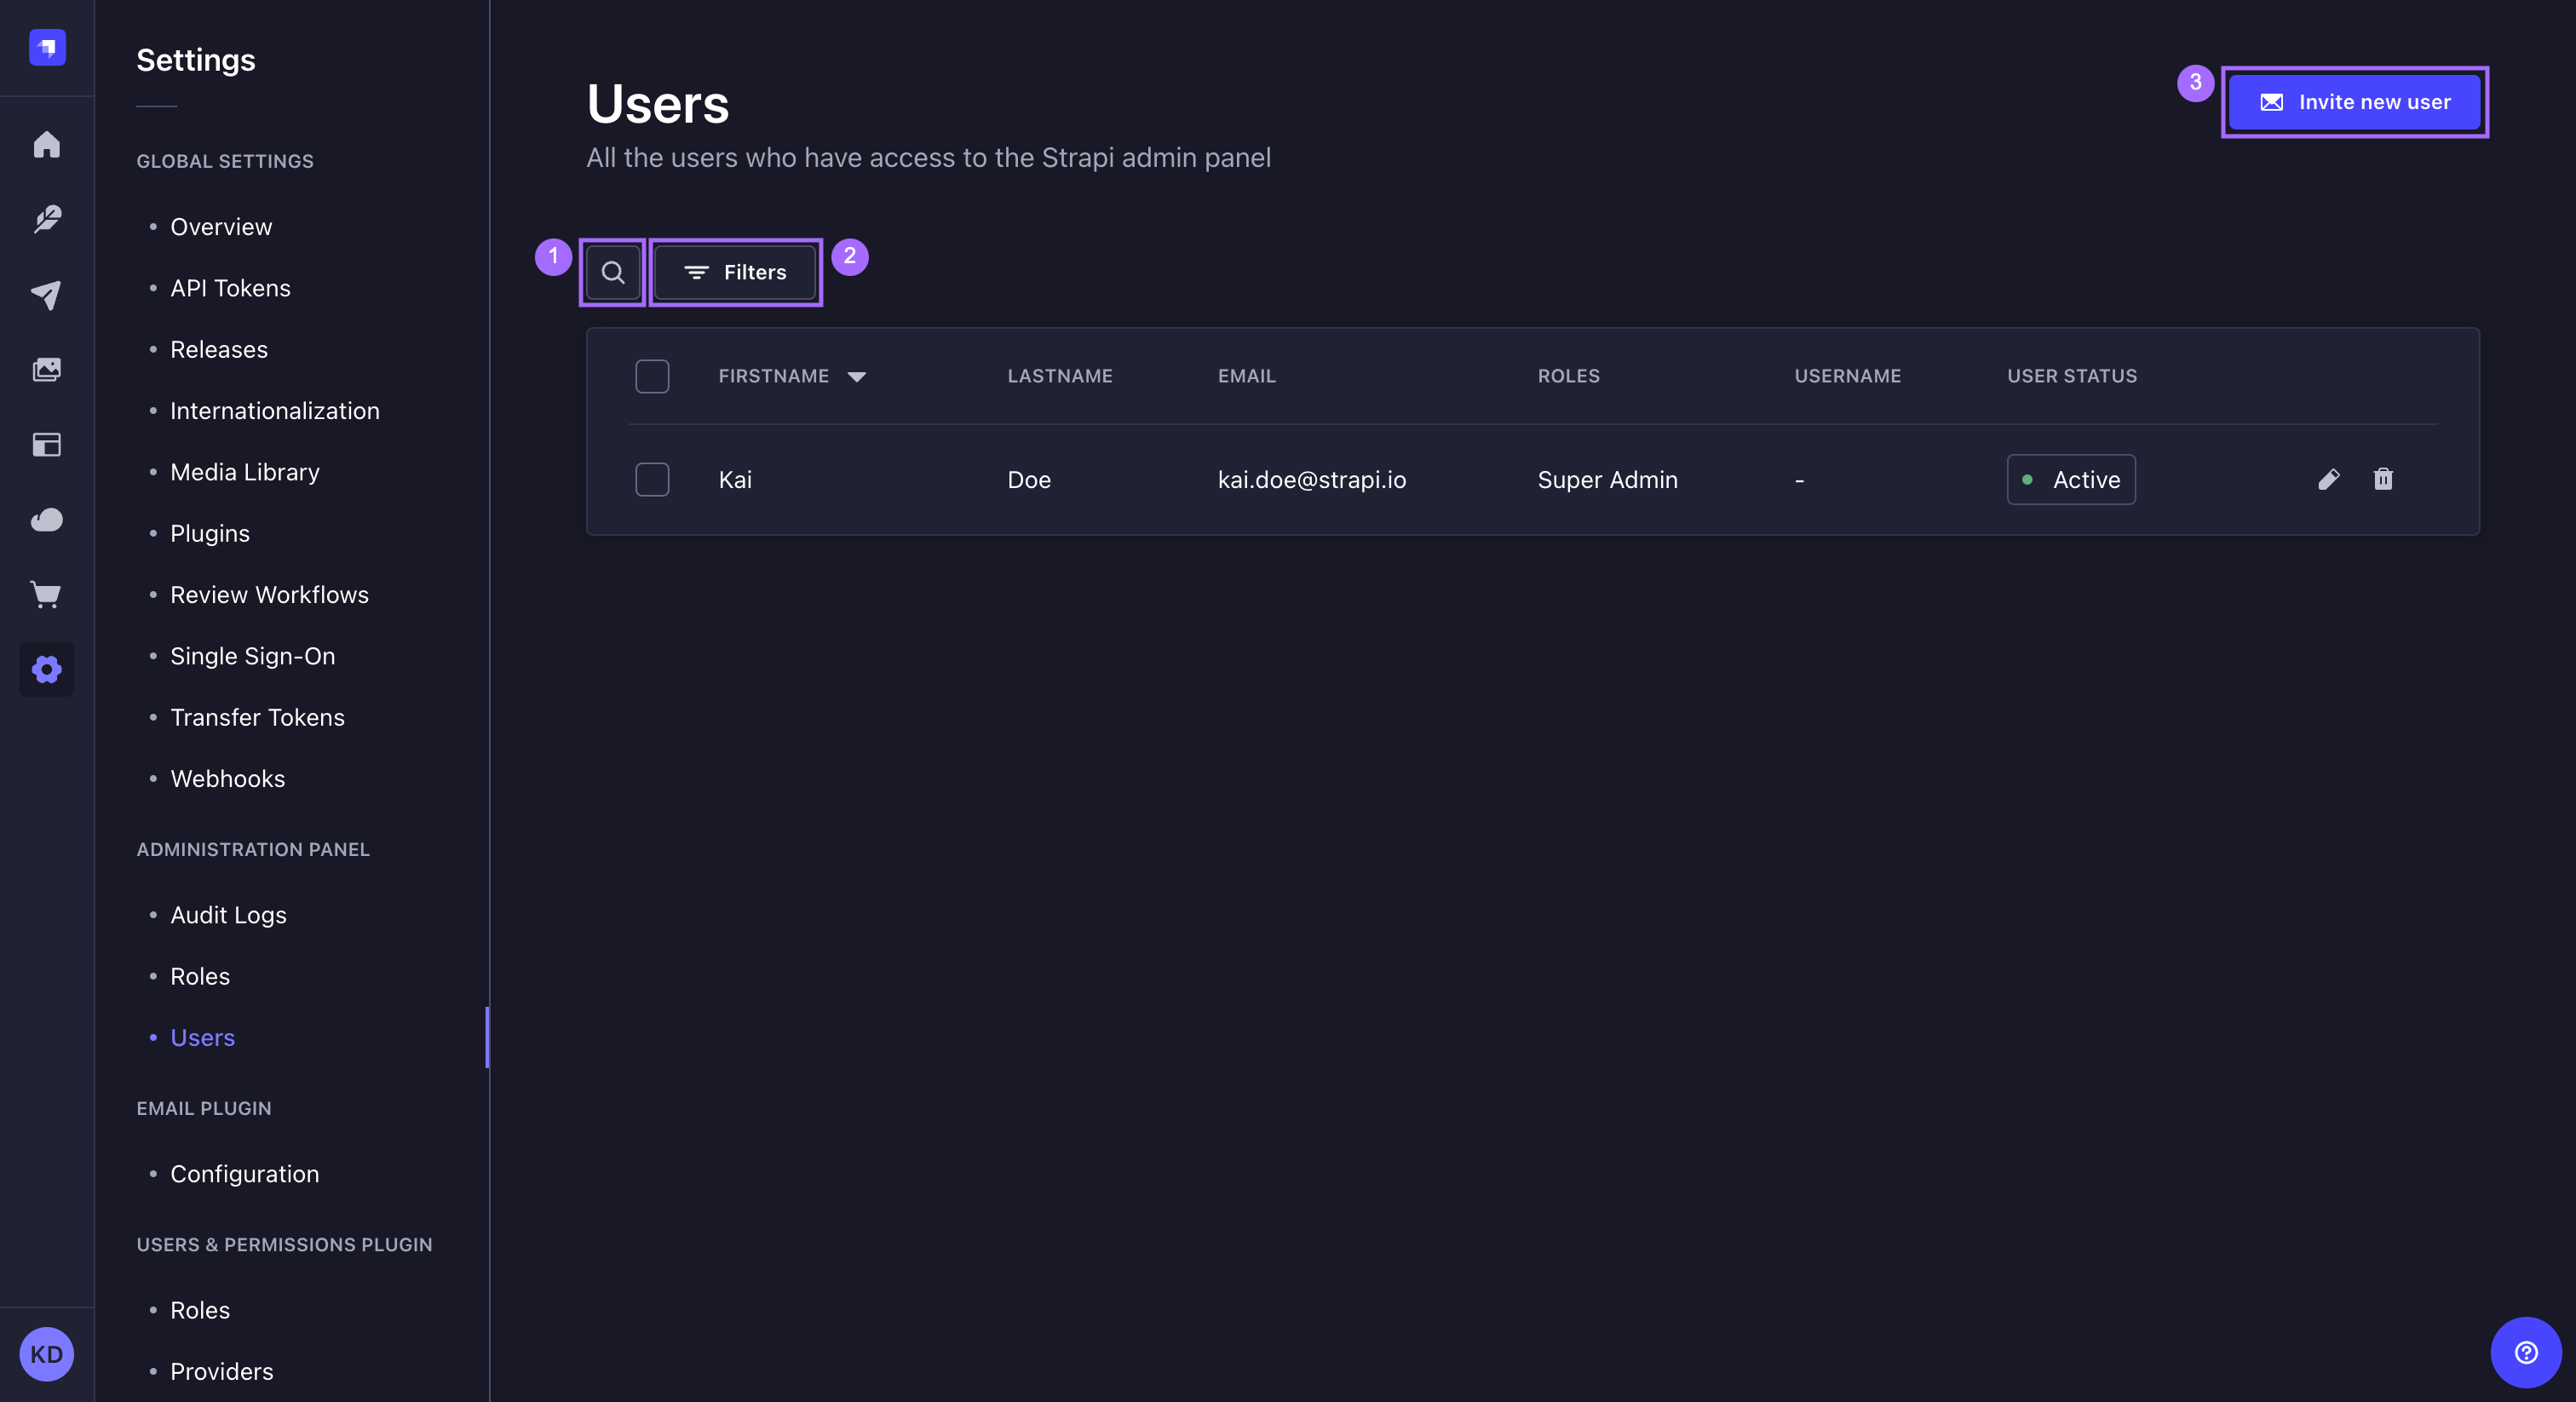 Settings
GLOBAL SETTINGS
Overview
API Tokens
Releases
Internationalization
Media Library
Plugins
Review Workflows
Single Sign-On
Transfer Tokens
Webhooks
ADMINISTRATION PANEL
Audit Logs
Roles
Users
EMAIL PLUGIN
Configuration
USERS & PERMISSIONS PLUGIN
Roles
Providers
KD
Users
All the users who have access to the Strapi admin panel
3 Invite new user
1 Filters 2
FIRSTNAME LASTNAME EMAIL ROLES USERNAME USER STATUS
Kai Doe kai.doe@strapi.io Super Admin - Active